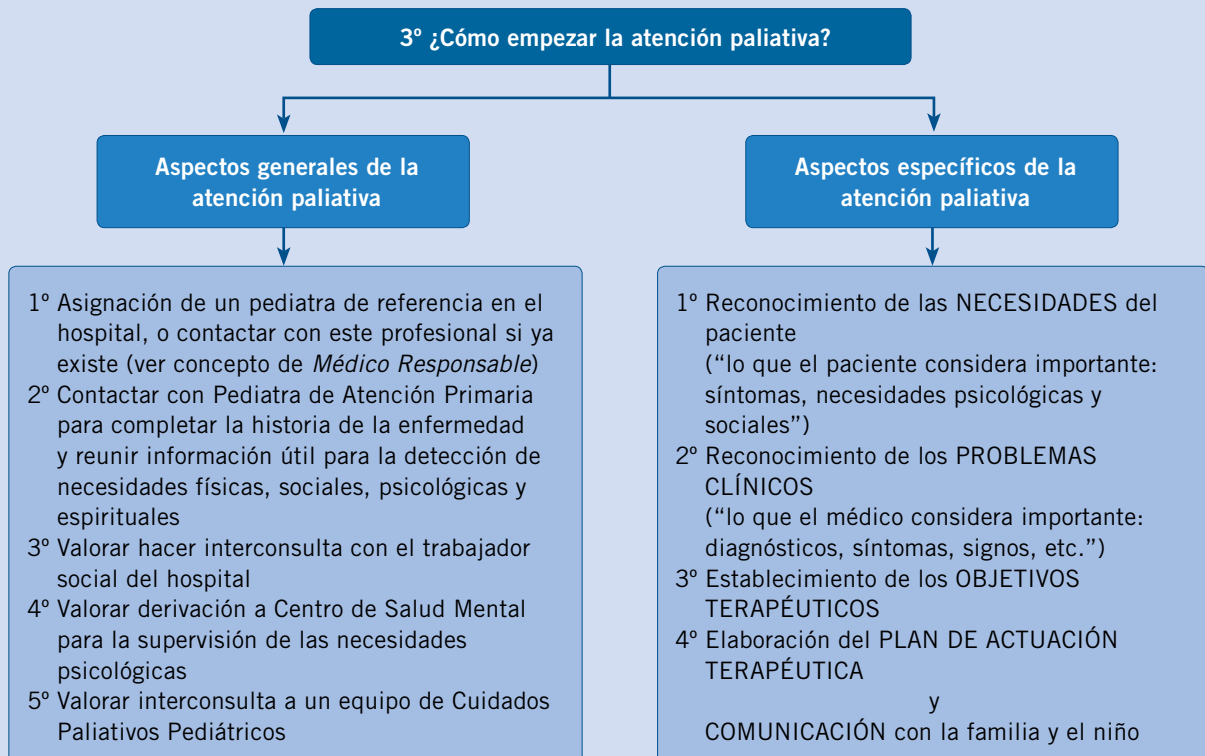 3º ¿Cómo empezar la atención paliativa?
Aspectos generales de la
atención paliativa
1º Asignación de un pediatra de referencia en el
hospital, o contactar con este profesional si ya
existe (ver concepto de Médico Responsable)
2º Contactar con Pediatra de Atención Primaria
para completar la historia de la enfermedad
y reunir información útil para la detección de
necesidades físicas, sociales, psicológicas y
espirituales
3º Valorar hacer interconsulta con el trabajador
social del hospital
4º Valorar derivación a Centro de Salud Mental
para la supervisión de las necesidades
psicológicas
5º Valorar interconsulta a un equipo de Cuidados
Paliativos Pediátricos
Aspectos específicos de la
atención paliativa
1º Reconocimiento de las NECESIDADES del
paciente
(“lo que el paciente considera importante:
síntomas, necesidades psicológicas y
sociales”)
2º Reconocimiento de los PROBLEMAS
CLÍNICOS
(“lo que el médico considera importante:
diagnósticos, síntomas, signos, etc.”)
3º Establecimiento de los OBJETIVOS
TERAPÉUTICOS
4º Elaboración del PLAN DE ACTUACIÓN
TERAPÉUTICA
y
COMUNICACIÓN con la familia y el niño